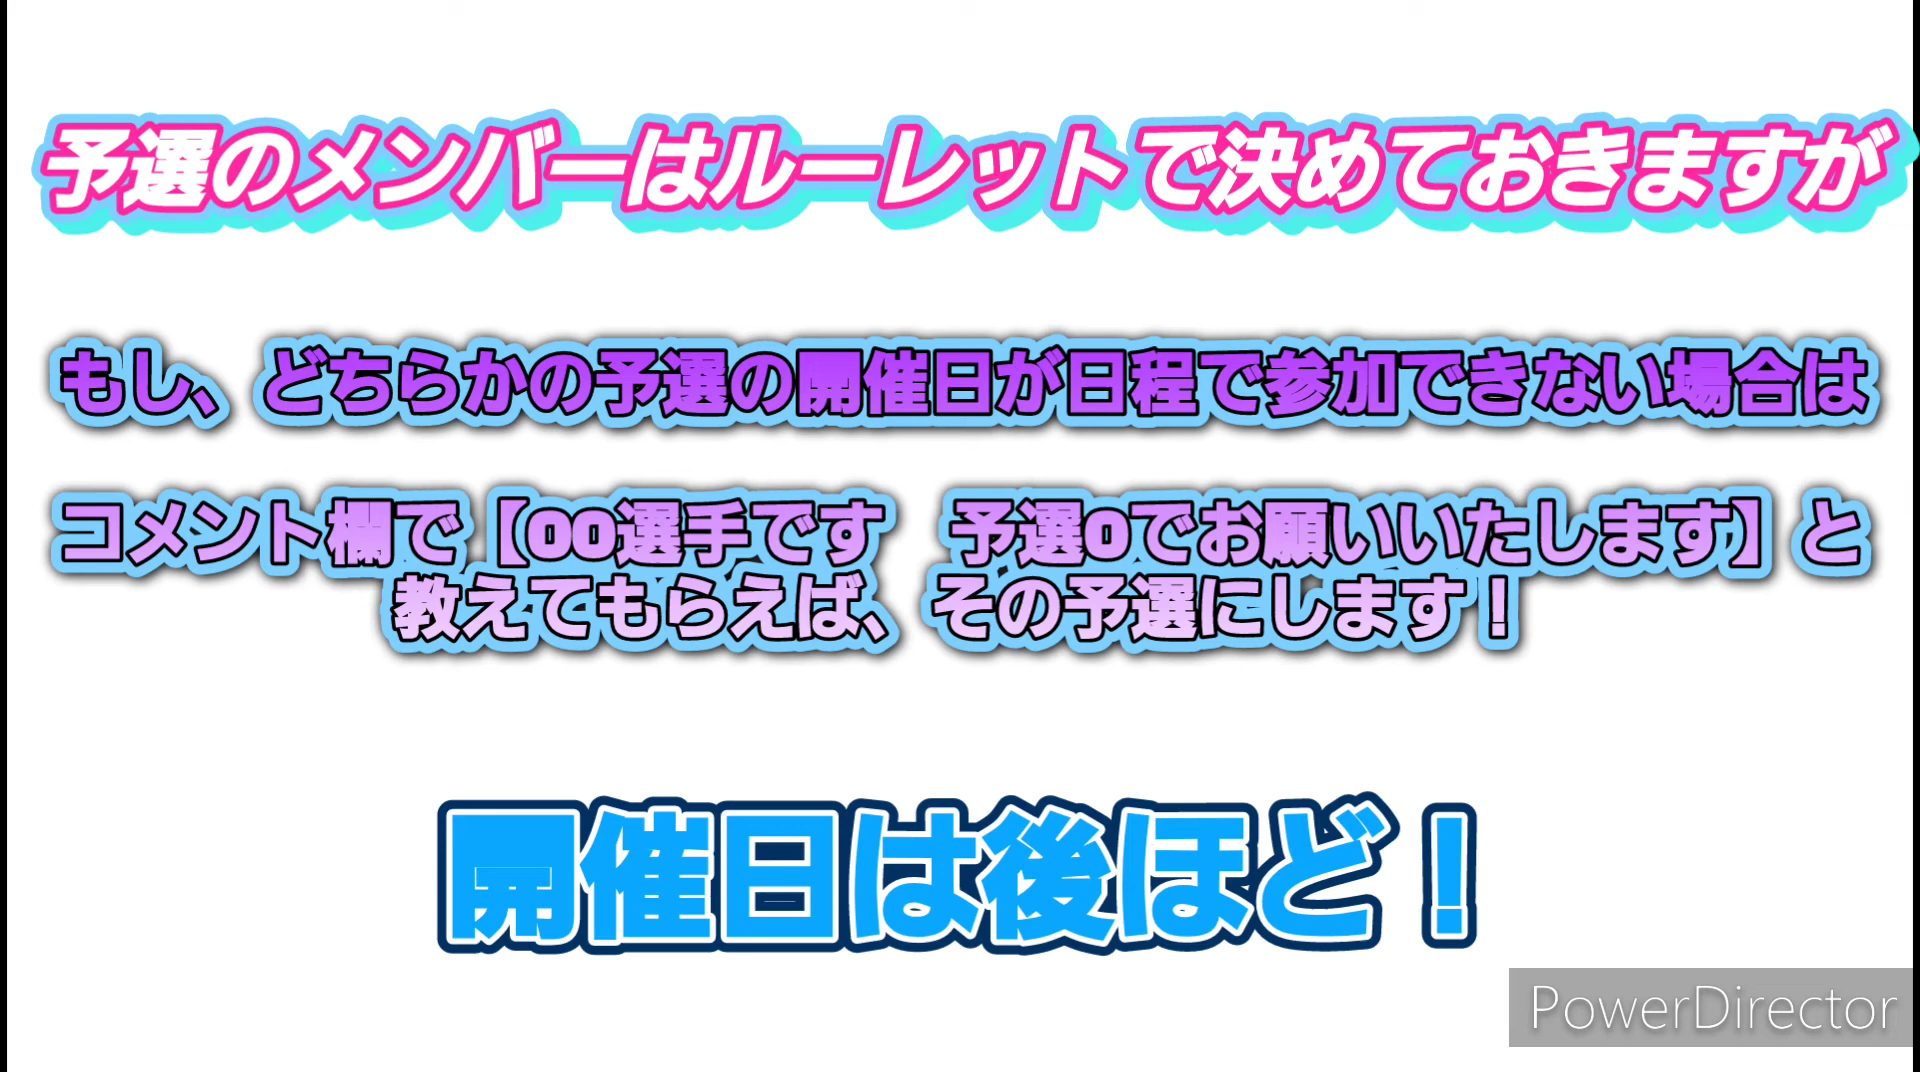 予選のメンバーはルーレットで決めておきますが
もし、どちらかの予選の開催日が日程で参加できない場合は
コメント欄で【00選手です　予選0でお願いいたします】と
教えてもらえば、その予選にします！
開催日は後ほど！
PowerDirector